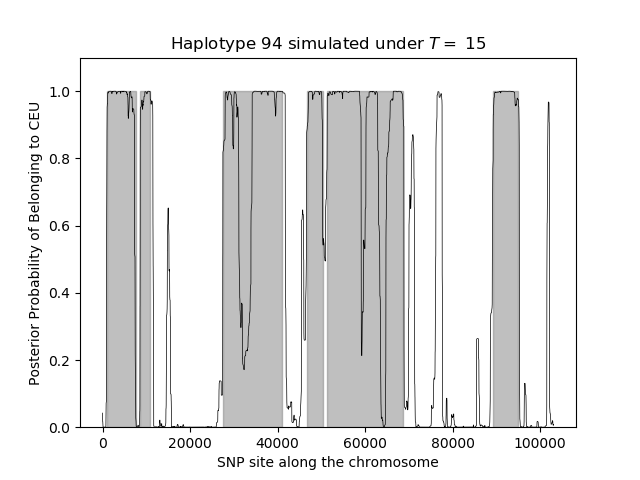 Haplotype 94 simulated under T = 15
Posterior Probability of Belonging to CEU
1.0
0.8
0.6
0.4
0.2
0.0
0 20000 40000 60000 80000 100000
SNP site along the chromosome